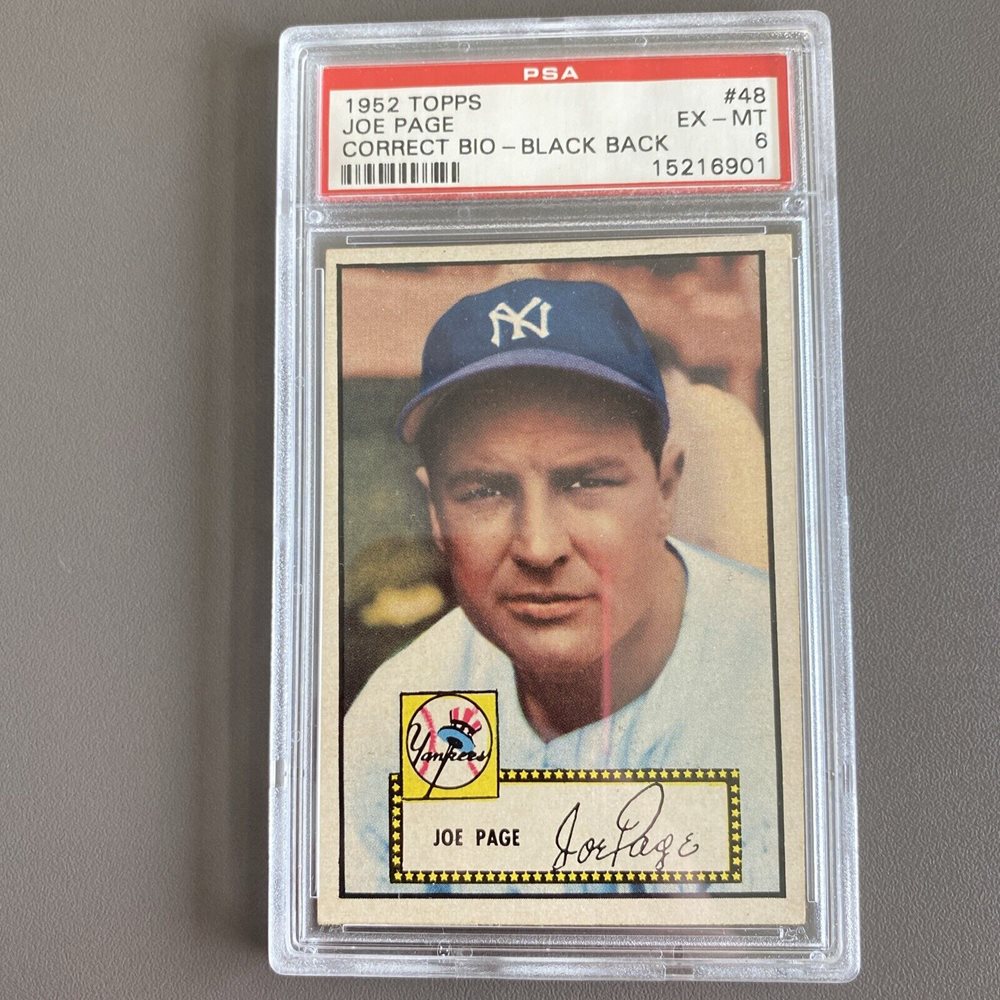 PSA
1952 TOPPS #48
JOE PAGE EX – MT
CORRECT BIO – BLACK BACK 6
15216901
NY
Yankees
JOE PAGE Joe Page